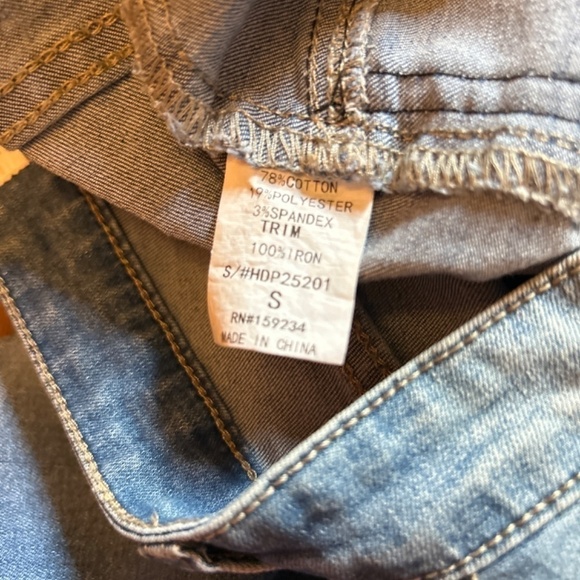 78%COTTON
19%POLYESTER
3%SPANDEX
TRIM
100%IRON
S/#HDP25201
S
RN#159234
MADE IN CHINA